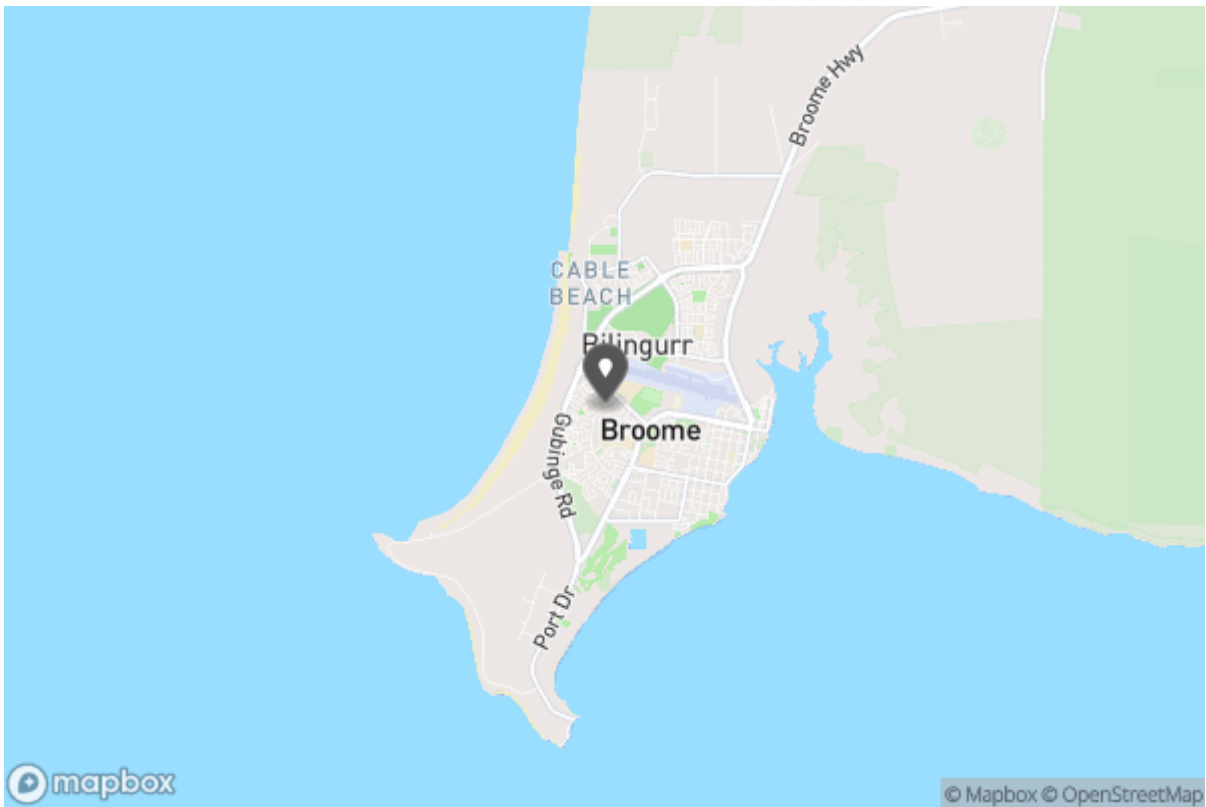 Broome Hwy
CABLE
BEACH
Bilingurr
Broome
Gubinge Rd
Port Dr
mapbox
© Mapbox © OpenStreetMap